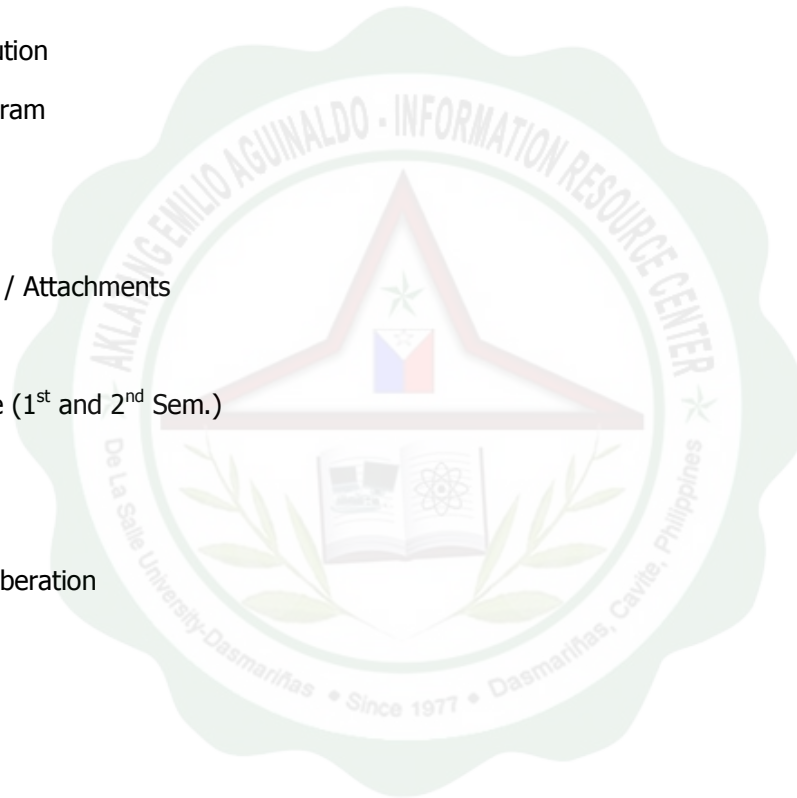 ution
ram
/ Attachments
e (1st and 2nd Sem.)
beration
AKLATANG EMILIO AGUINALDO - INFORMATION RESOURCE CENTER
De La Salle University-Dasmariñas • Since 1977 • Dasmariñas, Cavite, Philippines